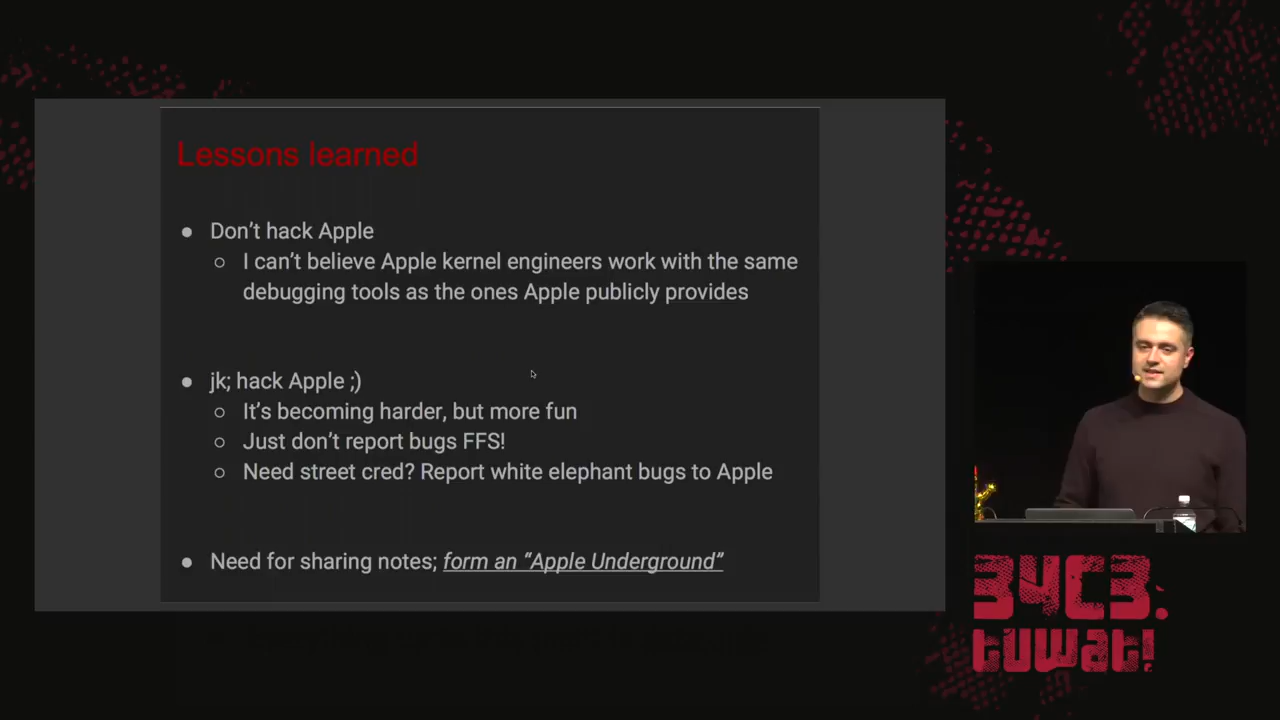 Lessons learned
● Don't hack Apple
○ I can't believe Apple kernel engineers work with the same
debugging tools as the ones Apple publicly provides
● jk; hack Apple ;)
○ It's becoming harder, but more fun
○ Just don't report bugs FFS!
○ Need street cred? Report white elephant bugs to Apple
● Need for sharing notes; form an “Apple Underground”
34C3.
tuwat!